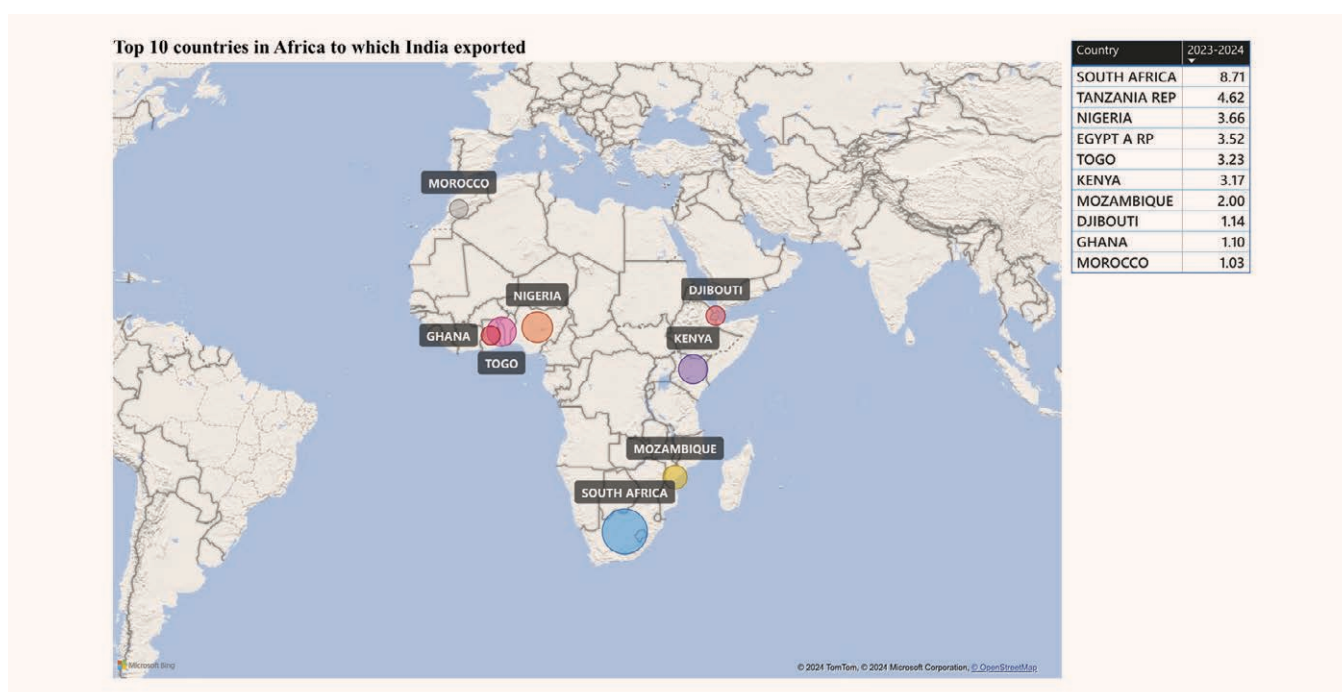 Top 10 countries in Africa to which India exported
Country 2023-2024
SOUTH AFRICA 8.71
TANZANIA REP 4.62
NIGERIA 3.66
EGYPT A RP 3.52
TOGO 3.23
KENYA 3.17
MOZAMBIQUE 2.00
DJIBOUTI 1.14
GHANA 1.10
MOROCCO 1.03
MOROCCO
NIGERIA
DJIBOUTI
GHANA
KENYA
TOGO
MOZAMBIQUE
SOUTH AFRICA
Microsoft Bing
© 2024 TomTom, © 2024 Microsoft Corporation, © OpenStreetMap